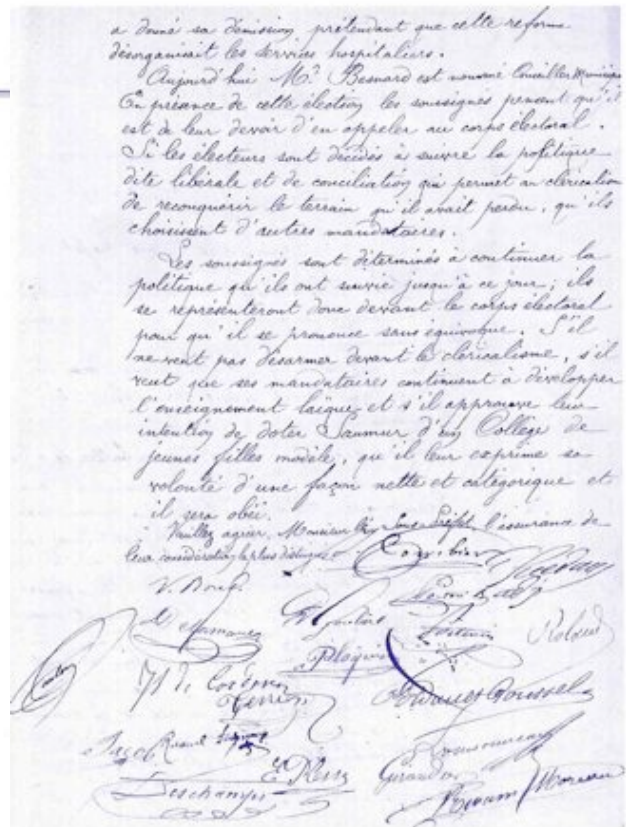 a donné sa démission prétendant que cette reforme
désorganisait les services hospitaliers.
Aujourd'hui Mr Besnard est nommé Conseiller Municipal
En présence de cette élection les soussignés pensent qu'il
est de leur devoir d'en appeler au corps électoral.
Si les électeurs sont décidés à suivre la politique
dite libérale et de conciliation qui permet au cléricalisme
de reconquérir le terrain qu'il avait perdu, qu'ils
choisissent d'autres mandataires.
Les soussignés sont déterminés à continuer la
politique qu'ils ont suivie jusqu'à ce jour; ils
se représenteront donc devant le corps électoral
pour qu'il se prononce sans équivoque. S'il
ne veut pas désarmer devant le cléricalisme, s'il
veut que ses mandataires continuent à développer
l'enseignement laïque et s'il approuve leur
intention de doter Saumur d'un Collège de
jeunes filles modèle, qu'il leur exprime sa
volonté d'une façon nette et catégorique et
il sera obéi.
Veuillez agréer, Monsieur le Sous-Préfet l'assurance de
leur considération la plus distinguée
Roland
Roussel
Jacob
Girandon
Deschamps
Moreau